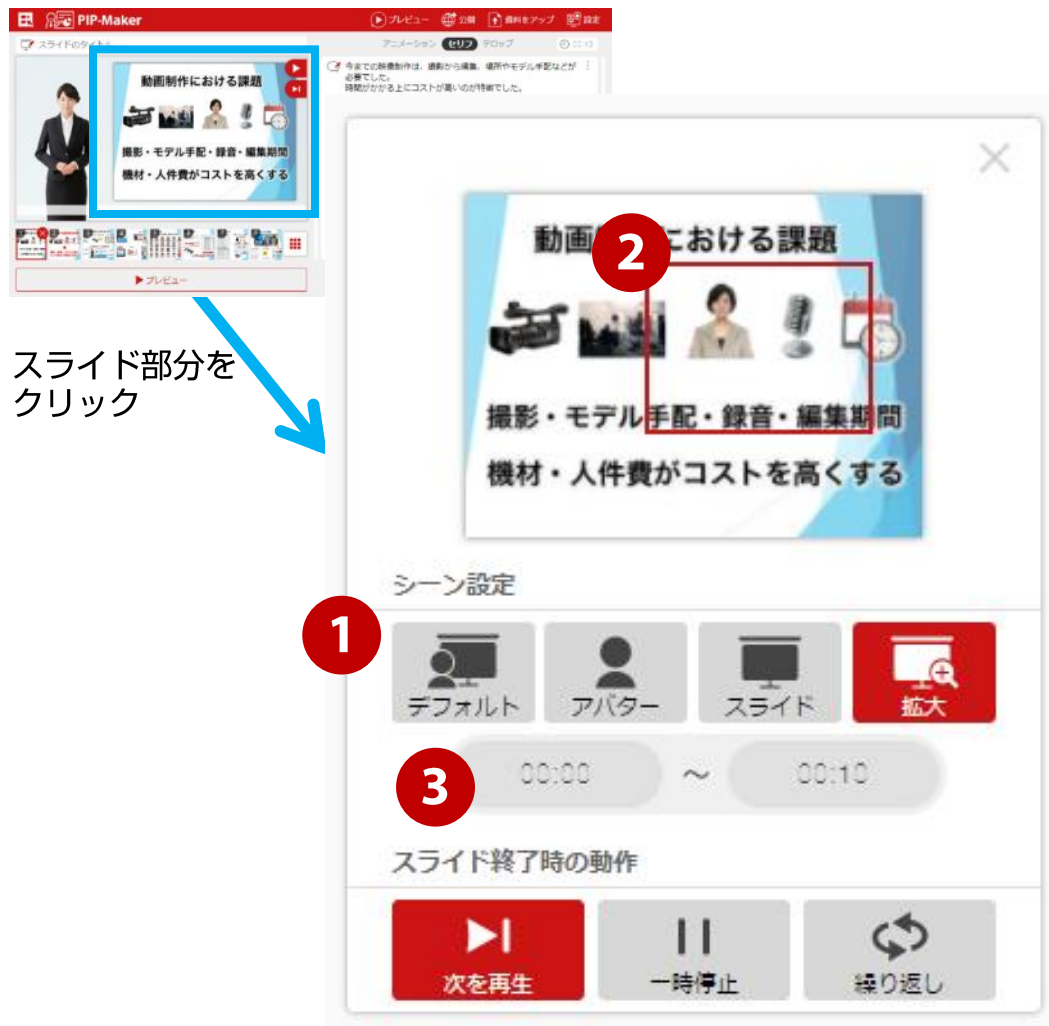 PIP-Maker
プレビュー 公開 資料をアップ 設定
スライドのタイトル
アニメーション セリフ テロップ
今までの映像制作は、撮影から編集、場所やモデル手配などが
必要でした。
時間がかかる上にコストが高いのが特徴でした。
動画制作における課題
撮影・モデル手配・録音・編集期間
機材・人件費がコストを高くする
プレビュー
スライド部分を
クリック
動画 における課題
2
撮影・モデル手配・録音・編集期間
機材・人件費がコストを高くする
シーン設定
1
デフォルト アバター スライド 拡大
3
00:00 ～ 00:10
スライド終了時の動作
次を再生 一時停止 繰り返し